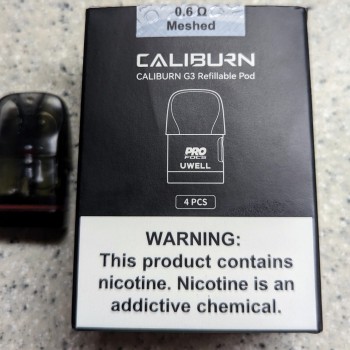 0.6 Ω
Meshed
CALIBURN
CALIBURN G3 Refillable Pod
PRO
FOCS
UWELL
4 PCS
WARNING:
This product contains
nicotine. Nicotine is an
addictive chemical.